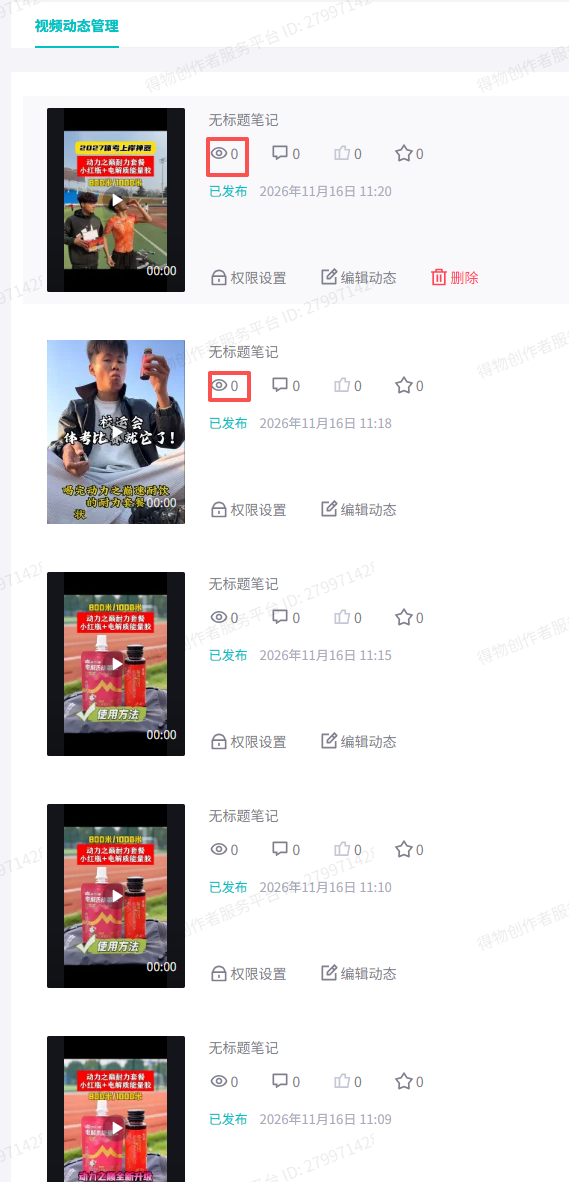 视频动态管理
得物创作者服务平台 ID: 279971428
无标题笔记
0 0 0 0
已发布 2026年11月16日 11:20
权限设置 编辑动态 删除
2027体考上岸神器
动力之巅耐力套餐
小红瓶+电解质能量胶
800米/1000米
00:00
无标题笔记
0 0 0 0
已发布 2026年11月16日 11:18
权限设置 编辑动态
校运会
体考比 就它了!
喝完动力之巅速耐饮
的耐力套餐
状
00:00
无标题笔记
0 0 0 0
已发布 2026年11月16日 11:15
权限设置 编辑动态
800米/1000米
动力之巅耐力套餐
小红瓶+电解质能量胶
使用方法
00:00
无标题笔记
0 0 0 0
已发布 2026年11月16日 11:10
权限设置 编辑动态
800米/1000米
动力之巅耐力套餐
小红瓶+电解质能量胶
使用方法
00:00
无标题笔记
0 0 0 0
已发布 2026年11月16日 11:09
动力之巅耐力套餐
小红瓶+电解质能量胶
800米/1000米
动力之巅全新升级